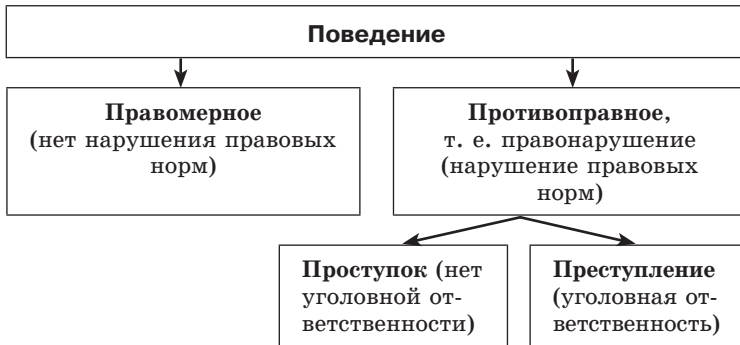 Поведение
Правомерное
(нет нарушения правовых
норм)
Противоправное,
т. е. правонарушение
(нарушение правовых
норм)
Проступок (нет
уголовной от-
ветственности)
Преступление
(уголовная от-
ветственность)